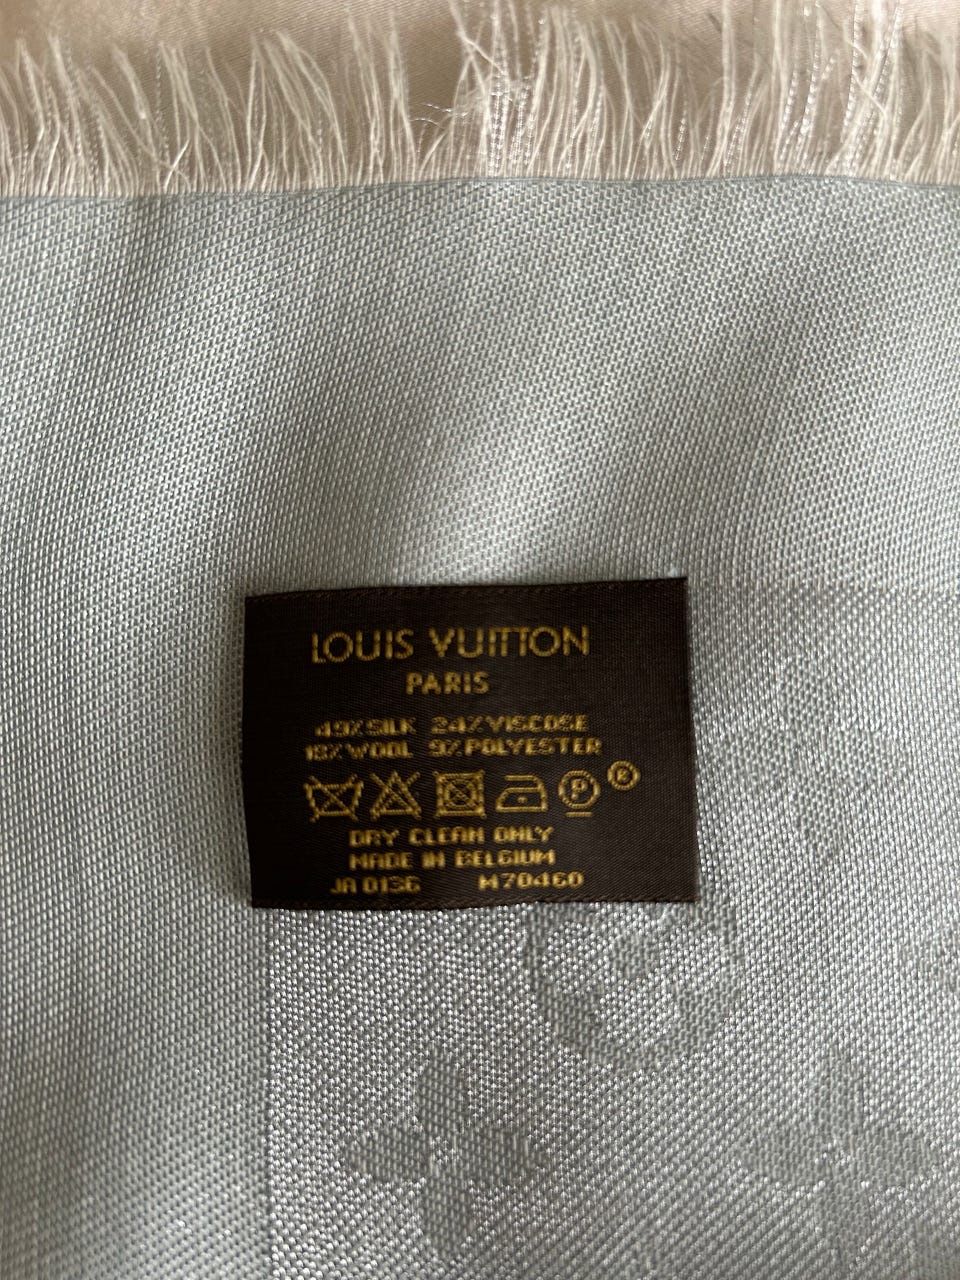 LOUIS VUITTON
PARIS
49%SILK 24%VISCOSE
18%WOOL 9%POLYESTER
P ®
DRY CLEAN ONLY
MADE IN BELGIUM
JA 0136 M70460